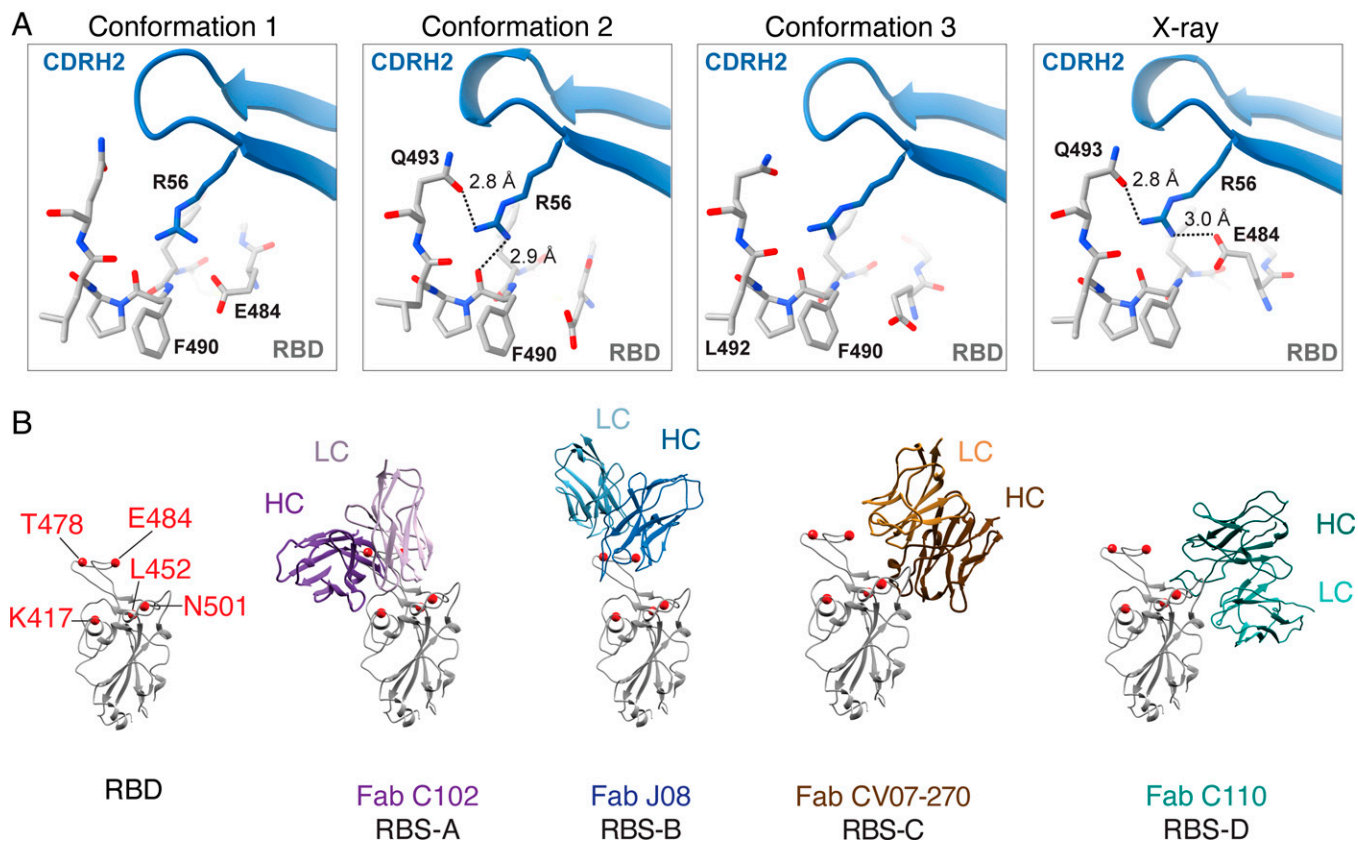 A
Conformation 1
Conformation 2
Conformation 3
X-ray
CDRH2
R56
E484
F490
RBD
CDRH2
Q493
2.8 Å
R56
2.9 Å
F490
RBD
CDRH2
R56
L492
F490
RBD
CDRH2
Q493
2.8 Å
R56
3.0 Å
E484
RBD
B
T478
E484
L452
K417
N501
RBD
LC
HC
Fab C102
RBS-A
LC
HC
Fab J08
RBS-B
LC
HC
Fab CV07-270
RBS-C
HC
LC
Fab C110
RBS-D